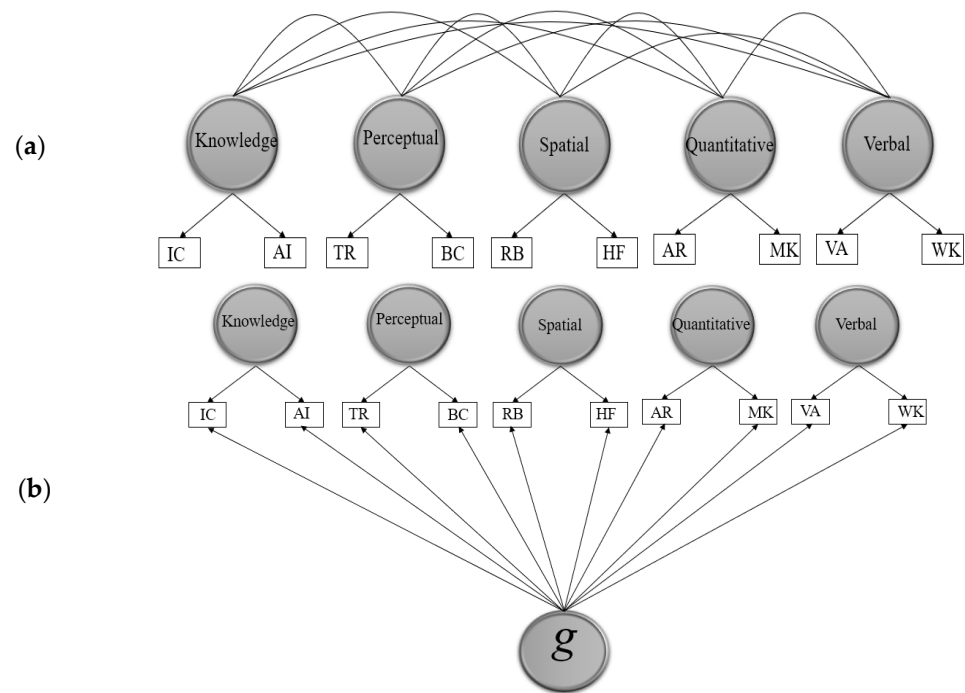 (a)
Knowledge
Perceptual
Spatial
Quantitative
Verbal
IC
AI
TR
BC
RB
HF
AR
MK
VA
WK
Knowledge
Perceptual
Spatial
Quantitative
Verbal
IC
AI
TR
BC
RB
HF
AR
MK
VA
WK
(b)
g